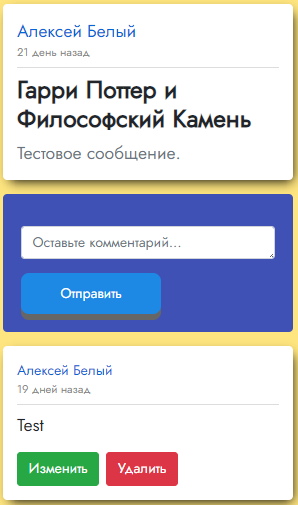 Алексей Белый
21 день назад
Гарри Поттер и
Философский Камень
Тестовое сообщение.
Оставьте комментарий...
Отправить
Алексей Белый
19 дней назад
Test
Изменить Удалить